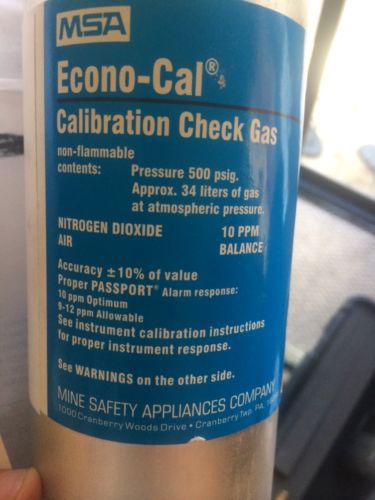 MSA
Econo-Cal®
Calibration Check Gas
non-flammable
contents: Pressure 500 psig.
Approx. 34 liters of gas
at atmospheric pressure.
NITROGEN DIOXIDE 10 PPM
AIR BALANCE
Accuracy ±10% of value
Proper PASSPORT® Alarm response:
10 ppm Optimum
9-12 ppm Allowable
See instrument calibration instructions
for proper instrument response.
See WARNINGS on the other side.
MINE SAFETY APPLIANCES COMPANY
1000 Cranberry Woods Drive • Cranberry Twp, PA,